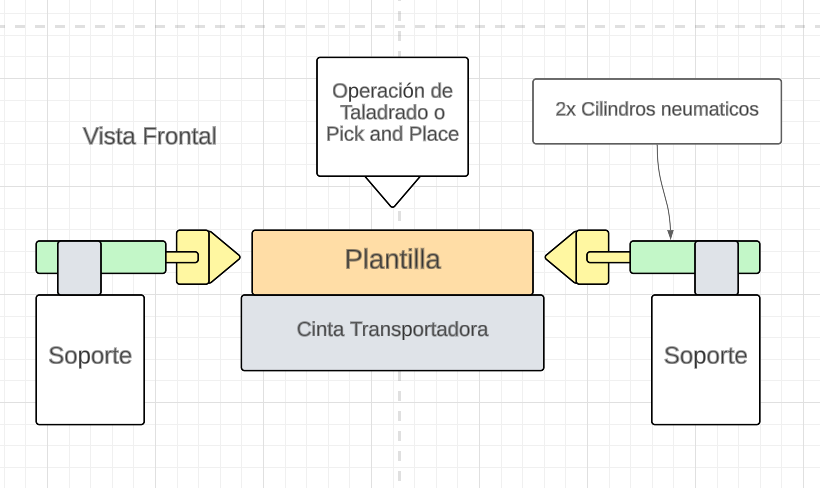 Operación de
Taladrado o
Pick and Place
2x Cilindros neumaticos
Vista Frontal
Plantilla
Cinta Transportadora
Soporte
Soporte